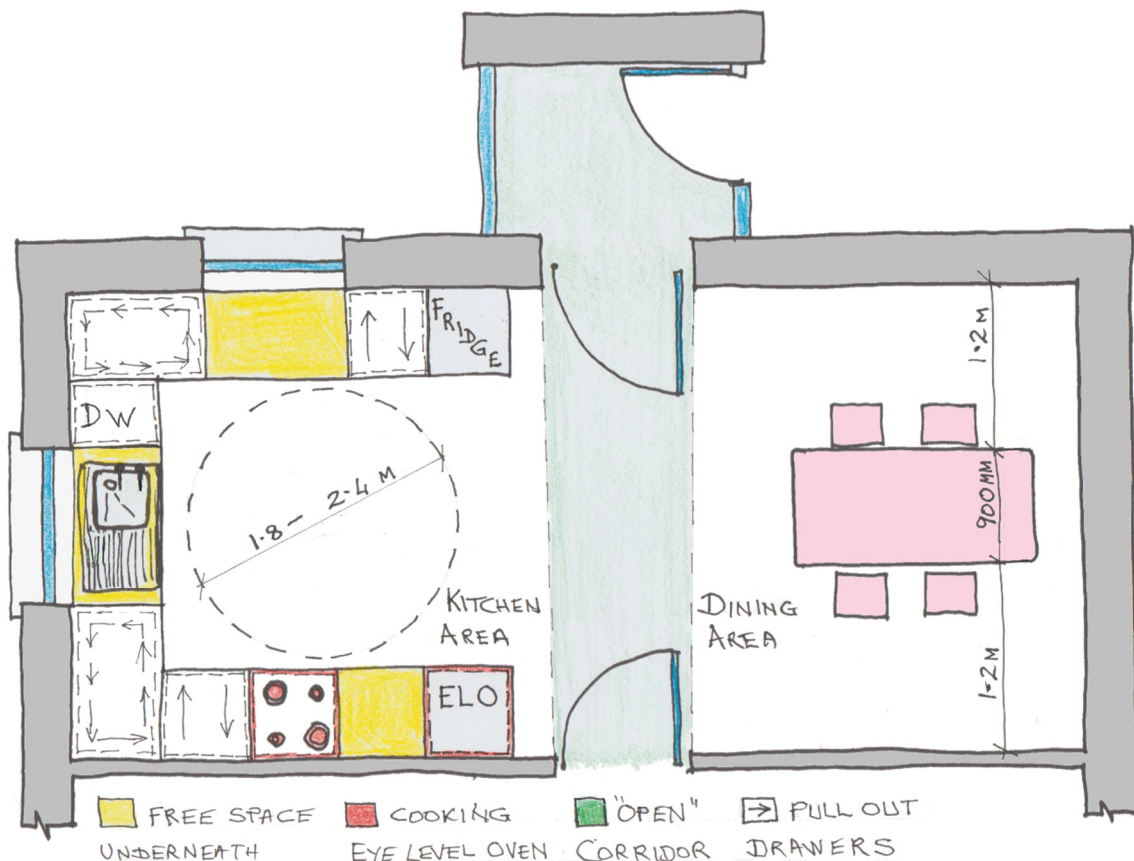 FRIDGE
1.2 M
DW
900MM
1.8 – 2.4 M
KITCHEN
AREA
DINING
AREA
ELO
1.2M
FREE SPACE
UNDERNEATH
COOKING
EYE LEVEL OVEN
"OPEN"
CORRIDOR
PULL OUT
DRAWERS